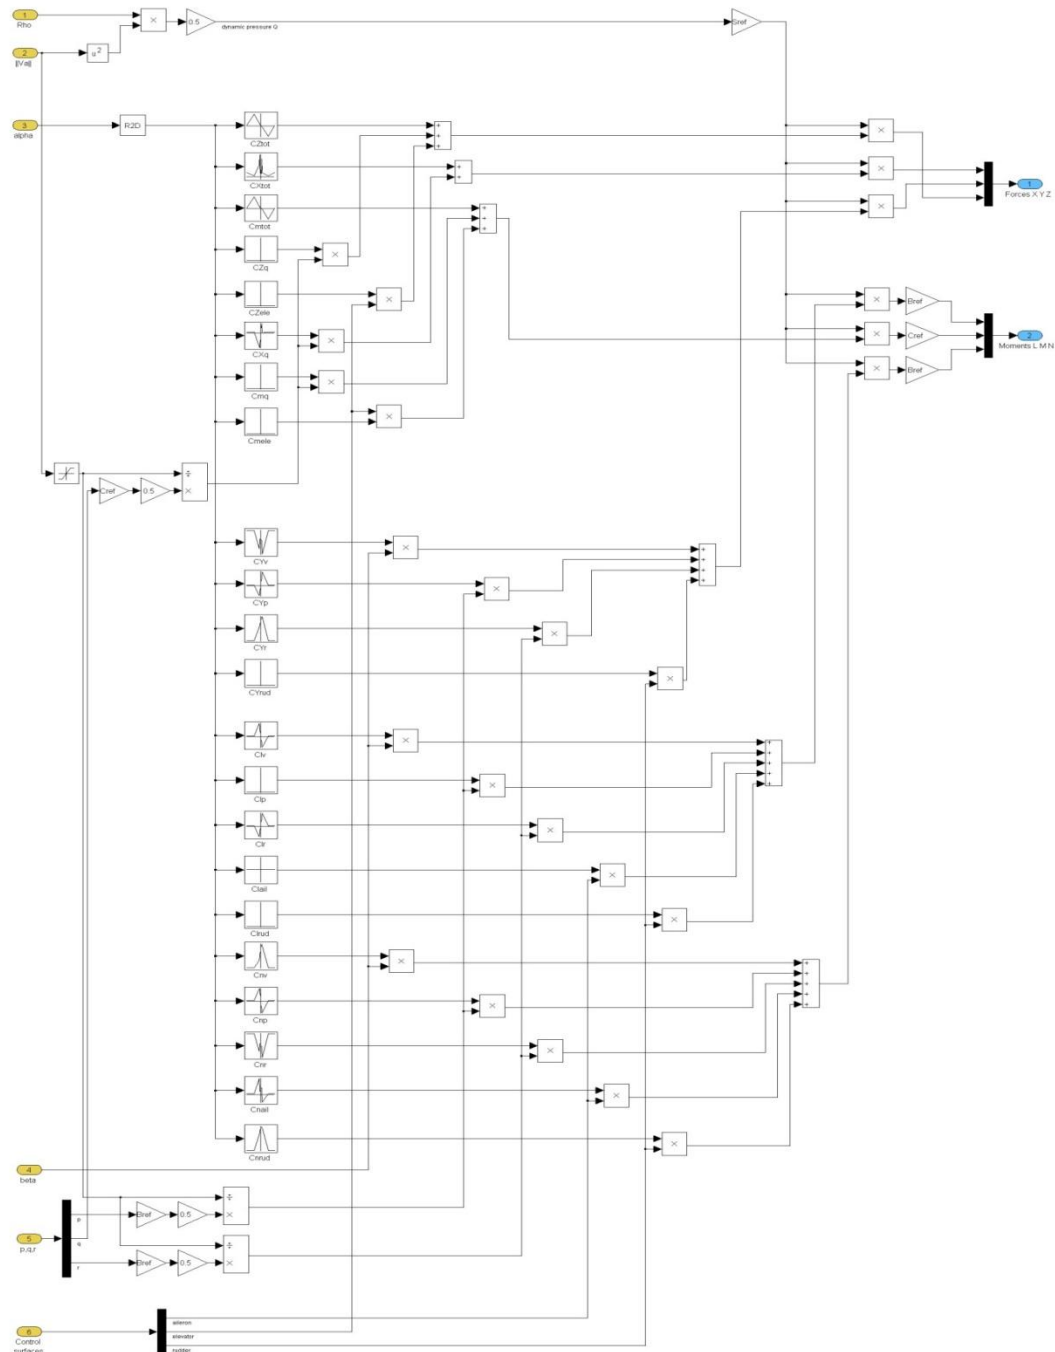 1
Rho
×
0.5
dynamic pressure Q
Sref
2
||Va||
u²
3
alpha
R2D
CZtot
+
+
+
×
CXtot
+
+
×
1
Forces X Y Z
Cmtot
+
+
+
×
CZq
×
CZele
×
×
Bref
CXq
×
×
Cref
2
Moments L M N
Cmq
×
×
Bref
Cmele
×
÷
×
Cref
0.5
CYv
×
+
+
+
+
CYp
×
CYr
×
CYrud
×
Clv
×
+
+
+
+
+
Clp
×
Clr
×
Clail
×
Clrud
×
Cnv
×
+
+
+
+
+
Cnp
×
Cnr
×
Cnail
×
Cnrud
×
4
beta
÷
×
p
Bref
0.5
5
p,q,r
q
÷
×
r
Bref
0.5
aileron
6
Control
surfaces
elevator
rudder